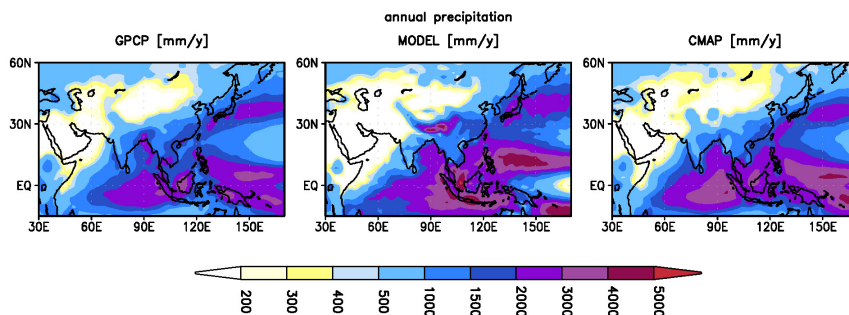 annual precipitation
GPCP [mm/y]
MODEL [mm/y]
CMAP [mm/y]
60N
30N
EQ
30E
60E
90E
120E
150E
60N
30N
EQ
30E
60E
90E
120E
150E
60N
30N
EQ
30E
60E
90E
120E
150E
200
300
400
500
1000
1500
2000
3000
4000
5000